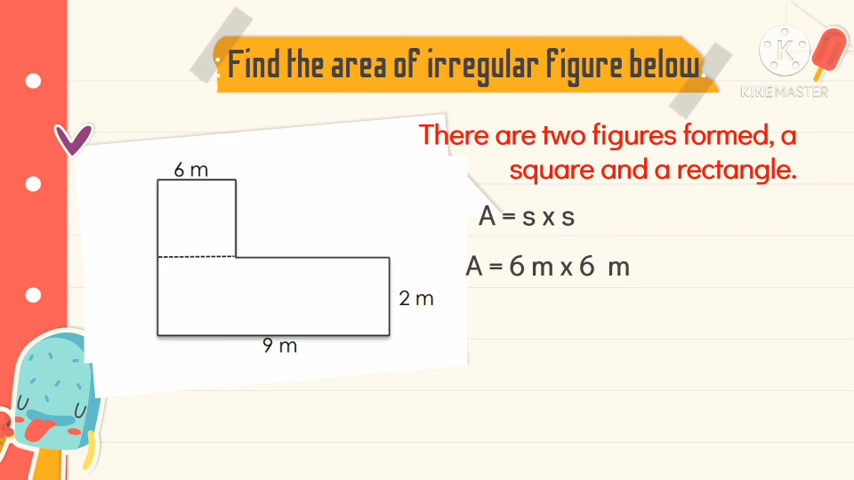 : Find the area of irregular figure below.
KINEMASTER
There are two figures formed, a
square and a rectangle.
6 m
A = s x s
A = 6 m x 6 m
2 m
9 m